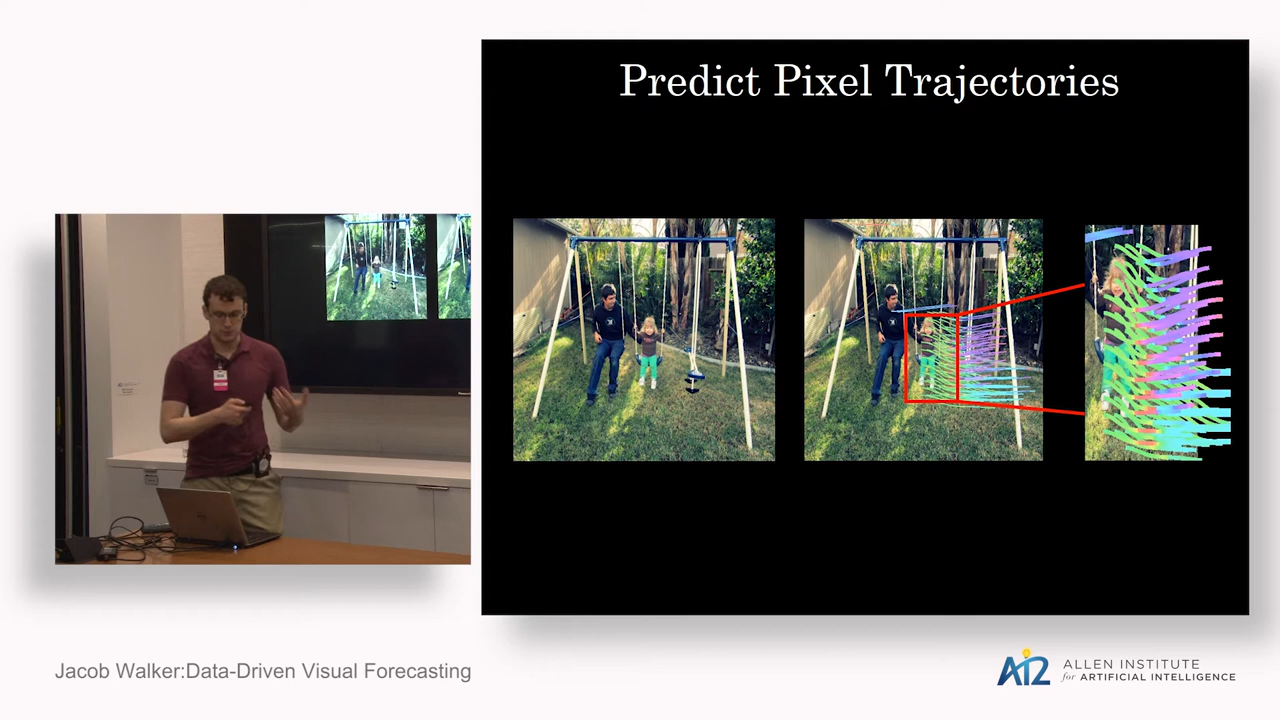 Predict Pixel Trajectories
Jacob Walker:Data-Driven Visual Forecasting
AI2
ALLEN INSTITUTE
for ARTIFICIAL INTELLIGENCE